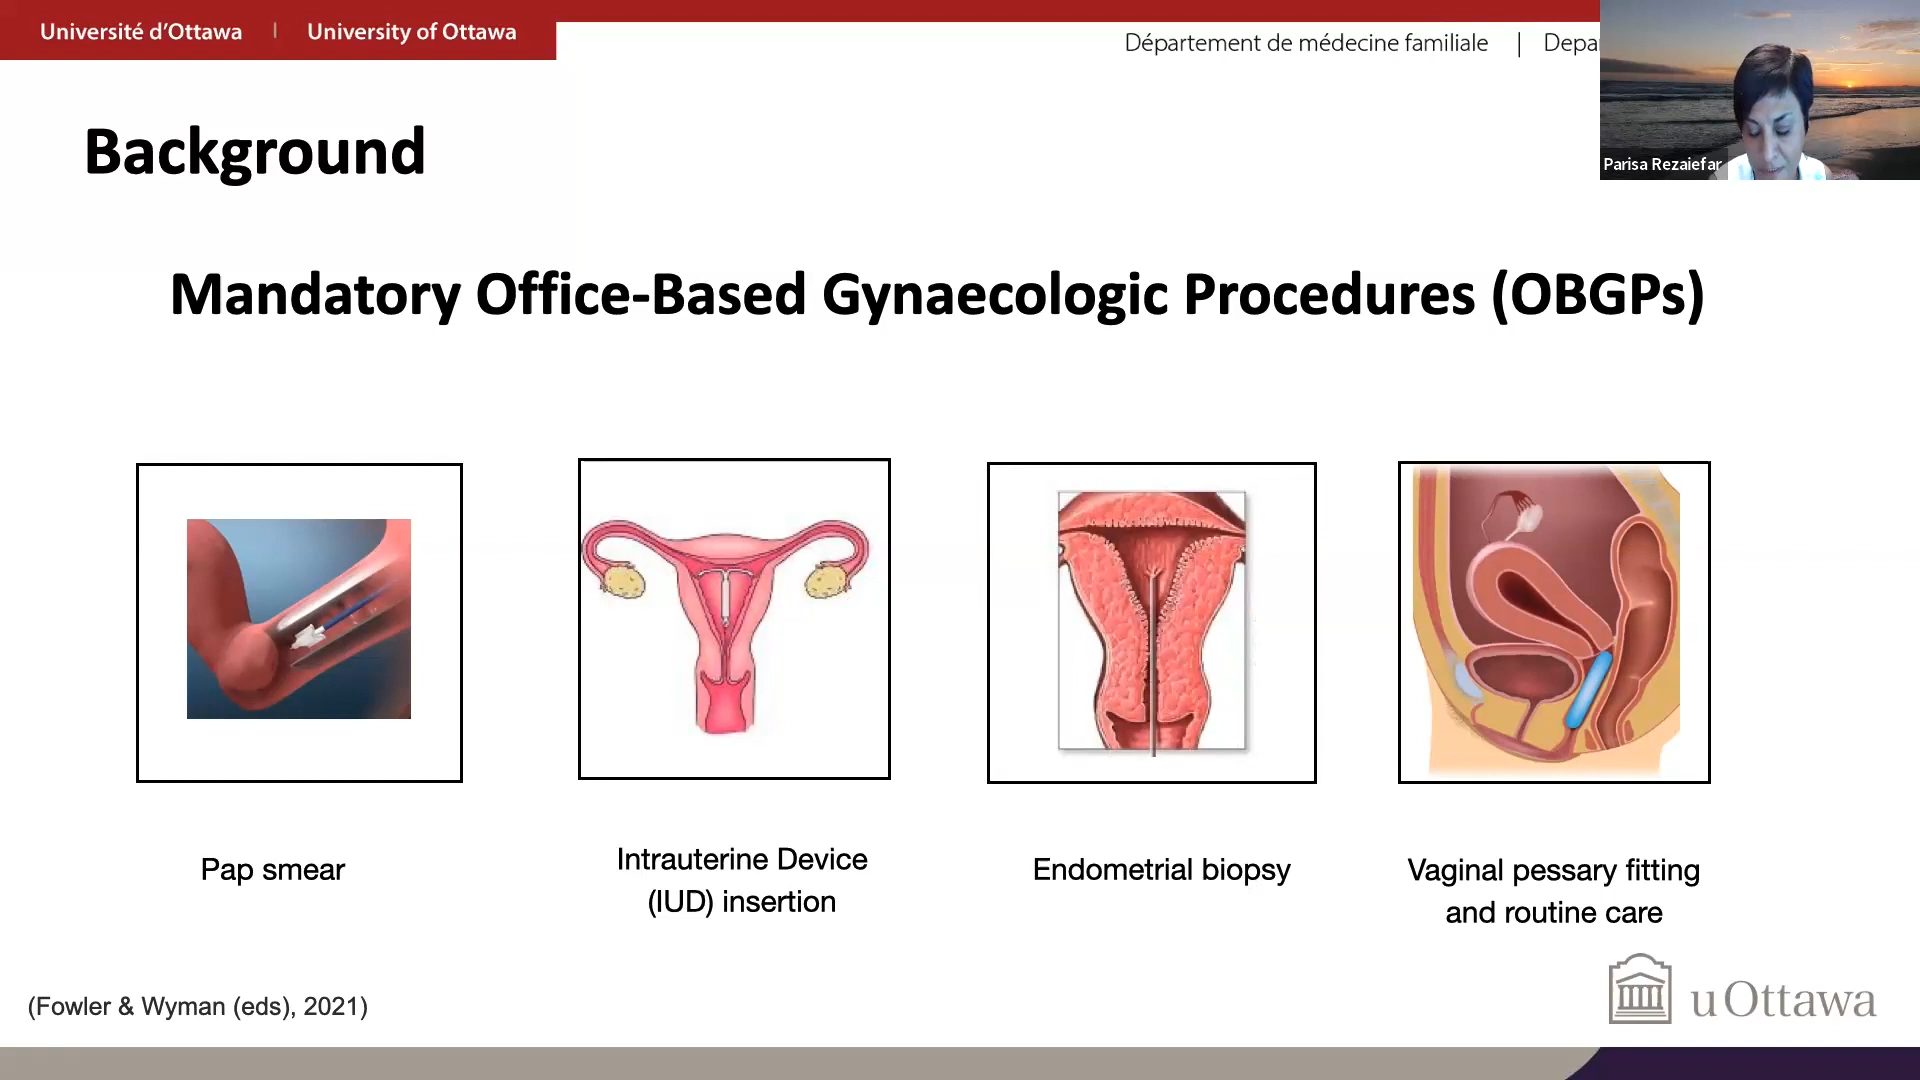 Université d'Ottawa | University of Ottawa
Département de médecine familiale |
Parisa Rezaiefar
Background
Mandatory Office-Based Gynaecologic Procedures (OBGPs)
Pap smear
Intrauterine Device
(IUD) insertion
Endometrial biopsy
Vaginal pessary fitting
and routine care
(Fowler & Wyman (eds), 2021)
uOttawa